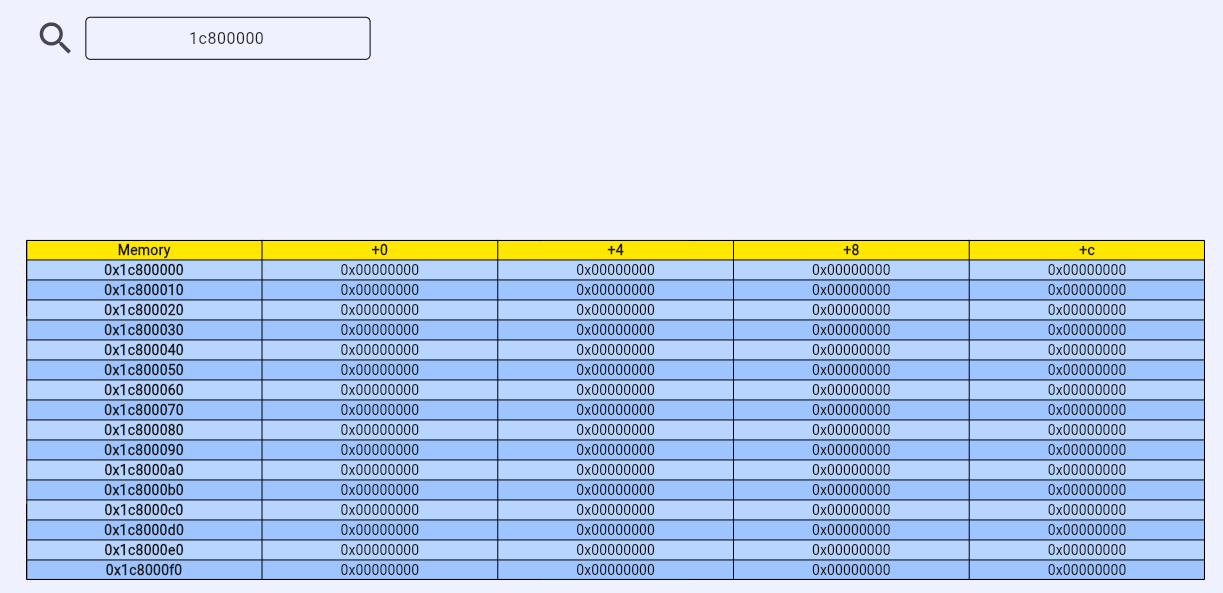 1c800000
Memory +0 +4 +8 +c
0x1c800000 0x00000000 0x00000000 0x00000000 0x00000000
0x1c800010 0x00000000 0x00000000 0x00000000 0x00000000
0x1c800020 0x00000000 0x00000000 0x00000000 0x00000000
0x1c800030 0x00000000 0x00000000 0x00000000 0x00000000
0x1c800040 0x00000000 0x00000000 0x00000000 0x00000000
0x1c800050 0x00000000 0x00000000 0x00000000 0x00000000
0x1c800060 0x00000000 0x00000000 0x00000000 0x00000000
0x1c800070 0x00000000 0x00000000 0x00000000 0x00000000
0x1c800080 0x00000000 0x00000000 0x00000000 0x00000000
0x1c800090 0x00000000 0x00000000 0x00000000 0x00000000
0x1c8000a0 0x00000000 0x00000000 0x00000000 0x00000000
0x1c8000b0 0x00000000 0x00000000 0x00000000 0x00000000
0x1c8000c0 0x00000000 0x00000000 0x00000000 0x00000000
0x1c8000d0 0x00000000 0x00000000 0x00000000 0x00000000
0x1c8000e0 0x00000000 0x00000000 0x00000000 0x00000000
0x1c8000f0 0x00000000 0x00000000 0x00000000 0x00000000